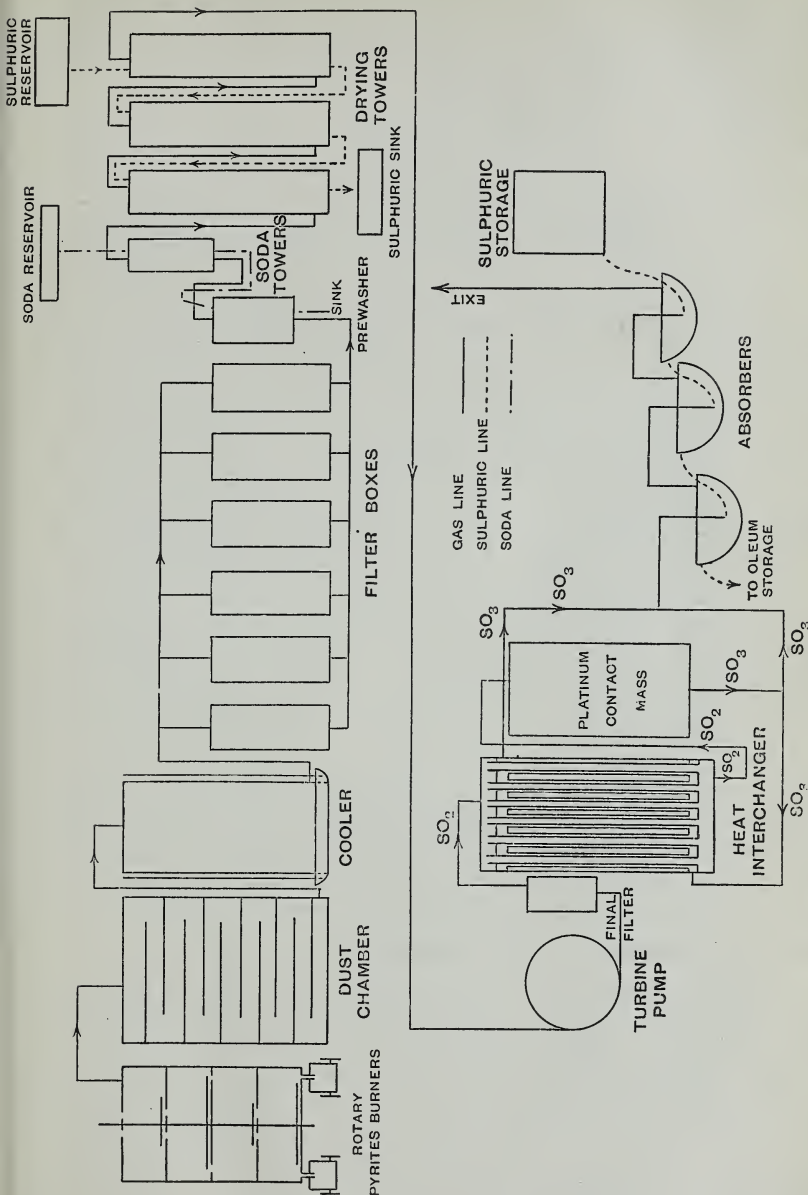 SULPHURIC
RESERVOIR
SODA RESERVOIR
DRYING
TOWERS
SULPHURIC SINK
SODA
TOWERS
SINK
PREWASHER
FILTER BOXES
COOLER
DUST
CHAMBER
ROTARY
PYRITES BURNERS
SULPHURIC
STORAGE
EXIT
ABSORBERS
GAS LINE
SULPHURIC LINE
SODA LINE
TO OLEUM
STORAGE
SO3
SO3
PLATINUM
CONTACT
MASS
SO3
SO3
SO2
SO2
SO3
HEAT
INTERCHANGER
SO2
FINAL
FILTER
TURBINE
PUMP